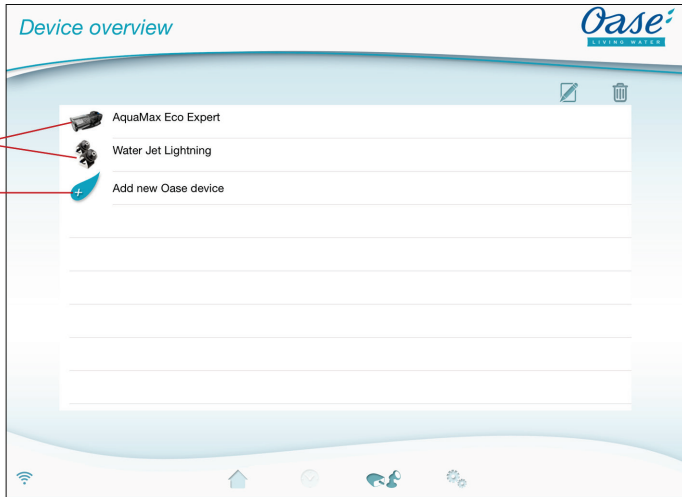 Device overview
Oase
LIVING WATER
AquaMax Eco Expert
Water Jet Lightning
Add new Oase device